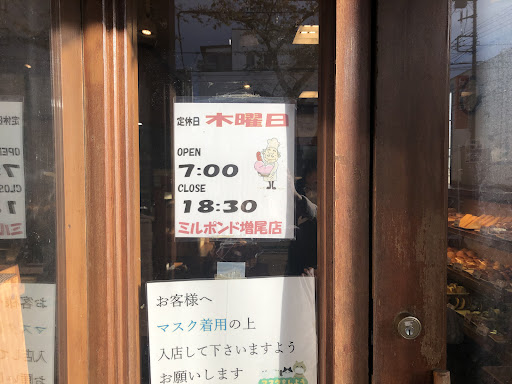 定休日 木曜日
OPEN
7:00
CLOSE
18:30
ミルポンド増尾店
お客様へ
マスク着用の上
入店して下さいますよう
お願いします